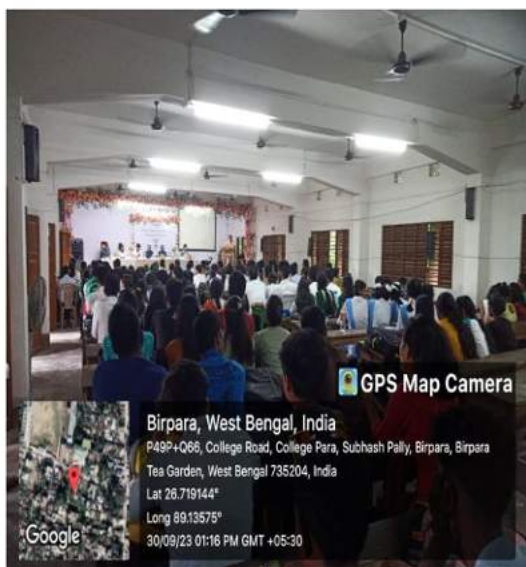 GPS Map Camera
Birpara, West Bengal, India
P49P+Q66, College Road, College Para, Subhash Pally, Birpara, Birpara
Tea Garden, West Bengal 735204, India
Lat 26.719144°
Long 89.13575°
30/09/23 01:16 PM GMT +05:30
Google